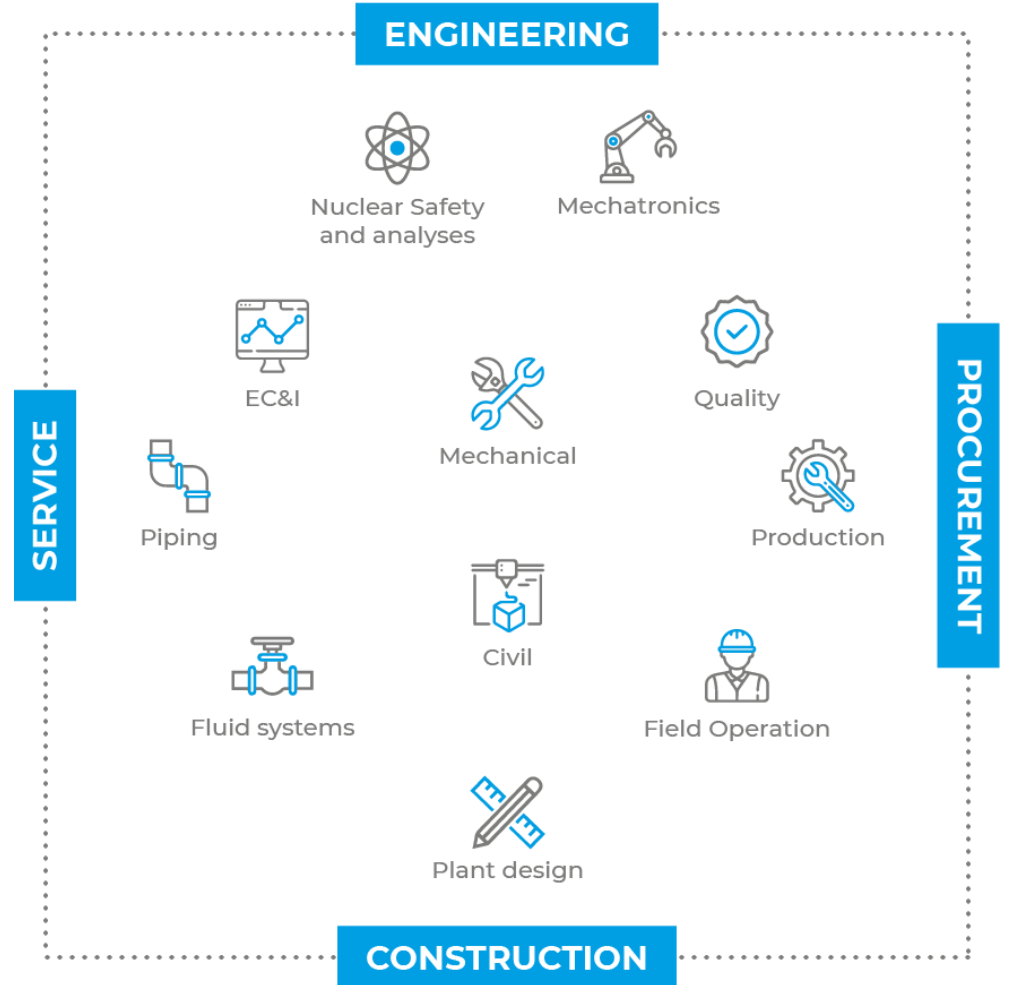 ENGINEERING
Nuclear Safety
and analyses
Mechatronics
EC&I
Quality
Mechanical
SERVICE
PROCUREMENT
Piping
Production
Civil
Fluid systems
Field Operation
Plant design
CONSTRUCTION